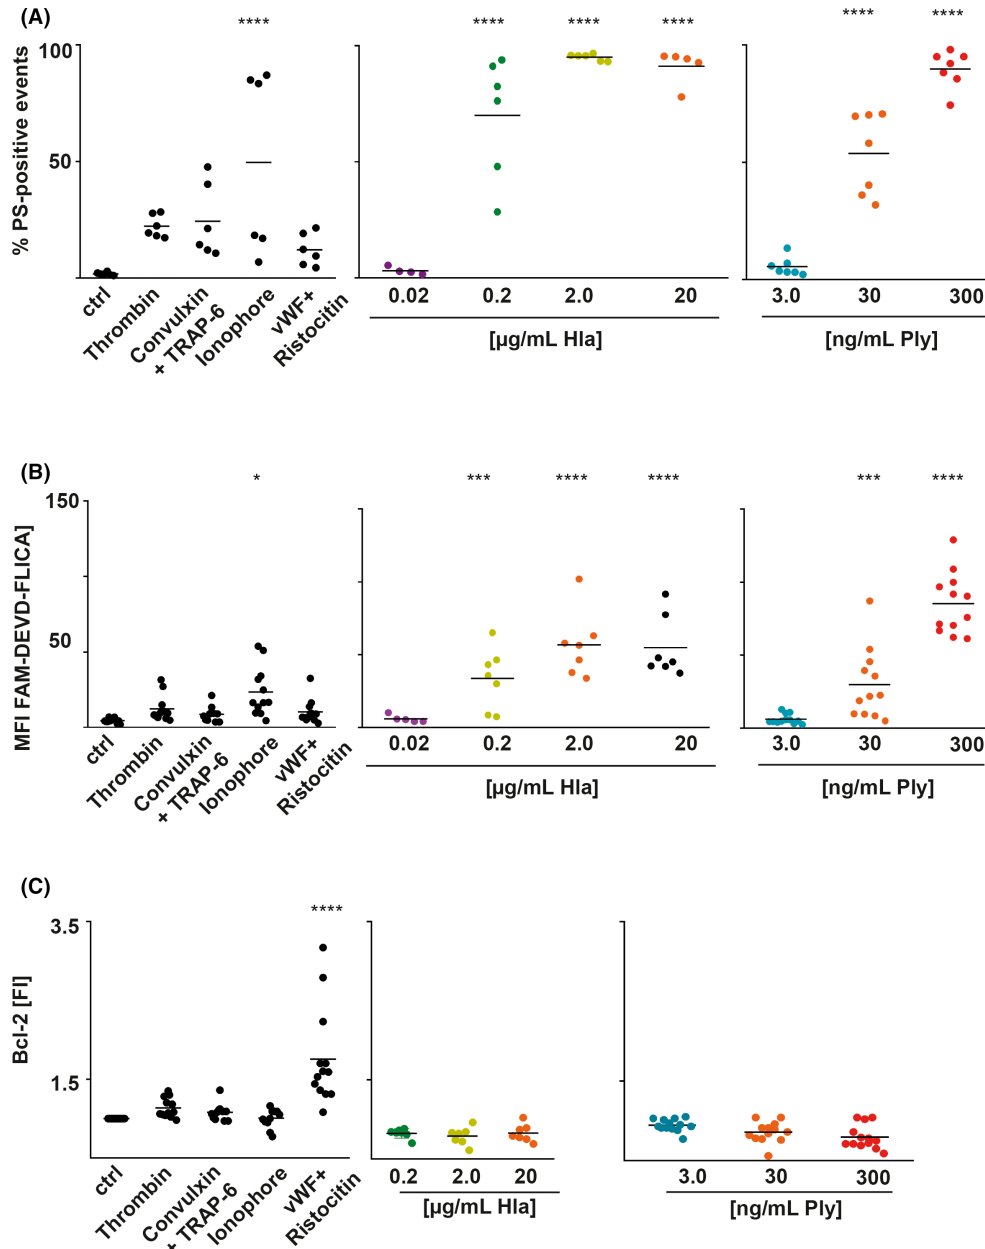 (A)
**** **** **** **** **** ****
% PS-positive events
100
50
ctrl
Thrombin
Convulxin
+ TRAP-6
Ionophore
vWF+
Ristocitin
0.02 0.2 2.0 20
[µg/mL Hla]
3.0 30 300
[ng/mL Ply]
(B)
* *** **** **** *** ****
MFI FAM-DEVD-FLICA]
150
50
ctrl
Thrombin
Convulxin
+ TRAP-6
Ionophore
vWF+
Ristocitin
0.02 0.2 2.0 20
[µg/mL Hla]
3.0 30 300
[ng/mL Ply]
(C)
****
Bcl-2 [FI]
3.5
1.5
ctrl
Thrombin
Convulxin
+ TRAP-6
Ionophore
vWF+
Ristocitin
0.2 2.0 20
[µg/mL Hla]
3.0 30 300
[ng/mL Ply]